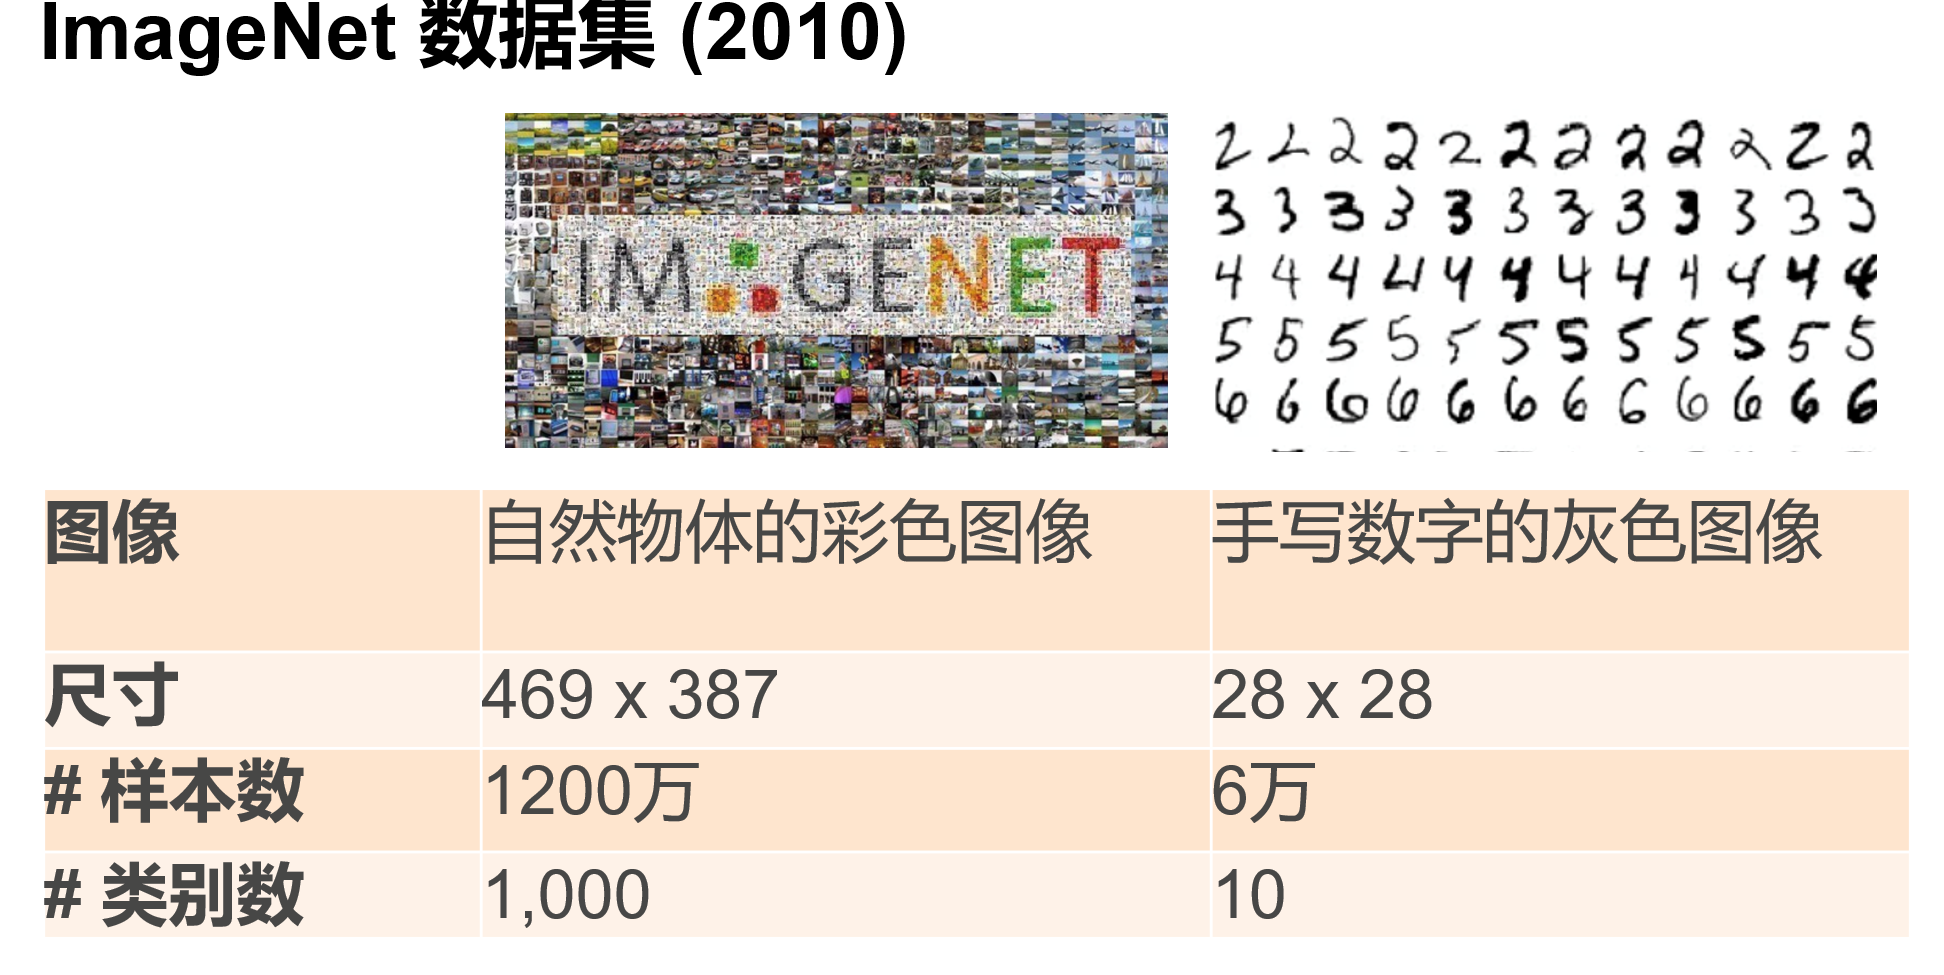 ImageNet 数据集 (2010)
IMAGENET
2 2 2 2 2 2 2 2 2 2 2 2
3 3 3 3 3 3 3 3 3 3 3 3
4 4 4 4 4 4 4 4 4 4 4 4
5 5 5 5 5 5 5 5 5 5 5 5
6 6 6 6 6 6 6 6 6 6 6 6
图像 自然物体的彩色图像 手写数字的灰色图像
尺寸 469 x 387 28 x 28
# 样本数 1200万 6万
# 类别数 1,000 10